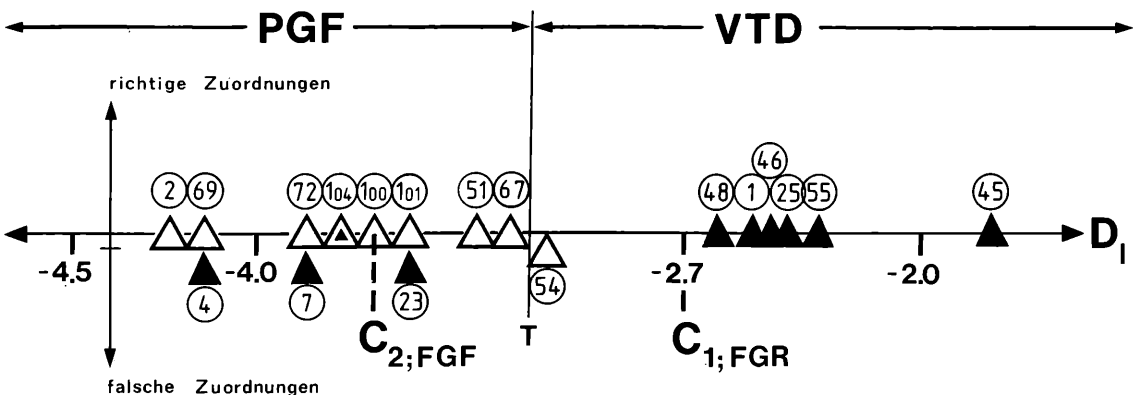 PGF VTD
richtige Zuordnungen
46
2 69 72 104 100 101 51 67 48 1 25 55 45
D1
-4.5 -4.0 -2.7 -2.0
4 7 23 54
C2;FGF T C1;FGR
falsche Zuordnungen